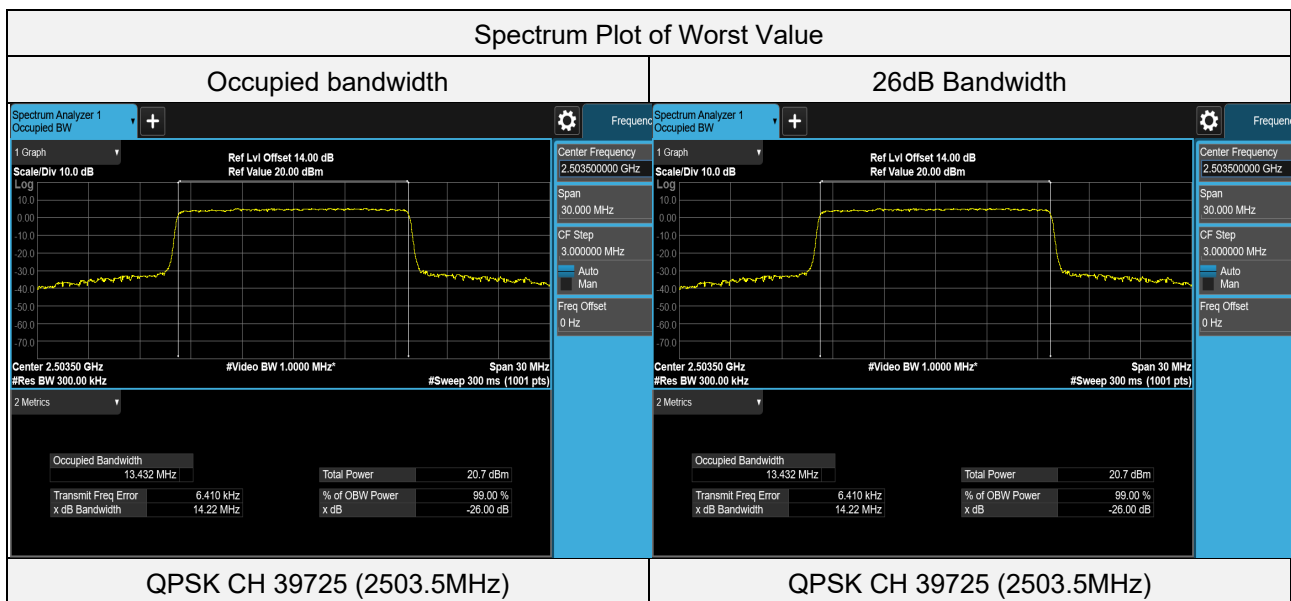 Spectrum Plot of Worst Value
Occupied bandwidth
26dB Bandwidth
Spectrum Analyzer 1
Occupied BW
+
Frequenc
1 Graph
Scale/Div 10.0 dB
Ref Lvl Offset 14.00 dB
Ref Value 20.00 dBm
Log
10.0
0.00
-10.0
-20.0
-30.0
-40.0
-50.0
-60.0
-70.0
Center 2.50350 GHz
#Res BW 300.00 kHz
#Video BW 1.0000 MHz*
Span 30 MHz
#Sweep 300 ms (1001 pts)
Center Frequency
2.503500000 GHz
Span
30.000 MHz
CF Step
3.000000 MHz
Auto
Man
Freq Offset
0 Hz
2 Metrics
Occupied Bandwidth
13.432 MHz
Transmit Freq Error 6.410 kHz
x dB Bandwidth 14.22 MHz
Total Power 20.7 dBm
% of OBW Power 99.00 %
x dB -26.00 dB
Spectrum Analyzer 1
Occupied BW
+
Frequen
1 Graph
Scale/Div 10.0 dB
Ref Lvl Offset 14.00 dB
Ref Value 20.00 dBm
Log
10.0
0.00
-10.0
-20.0
-30.0
-40.0
-50.0
-60.0
-70.0
Center 2.50350 GHz
#Res BW 300.00 kHz
#Video BW 1.0000 MHz*
Span 30 MHz
#Sweep 300 ms (1001 pts)
Center Frequency
2.503500000 GHz
Span
30.000 MHz
CF Step
3.000000 MHz
Auto
Man
Freq Offset
0 Hz
2 Metrics
Occupied Bandwidth
13.432 MHz
Transmit Freq Error 6.410 kHz
x dB Bandwidth 14.22 MHz
Total Power 20.7 dBm
% of OBW Power 99.00 %
x dB -26.00 dB
QPSK CH 39725 (2503.5MHz)
QPSK CH 39725 (2503.5MHz)